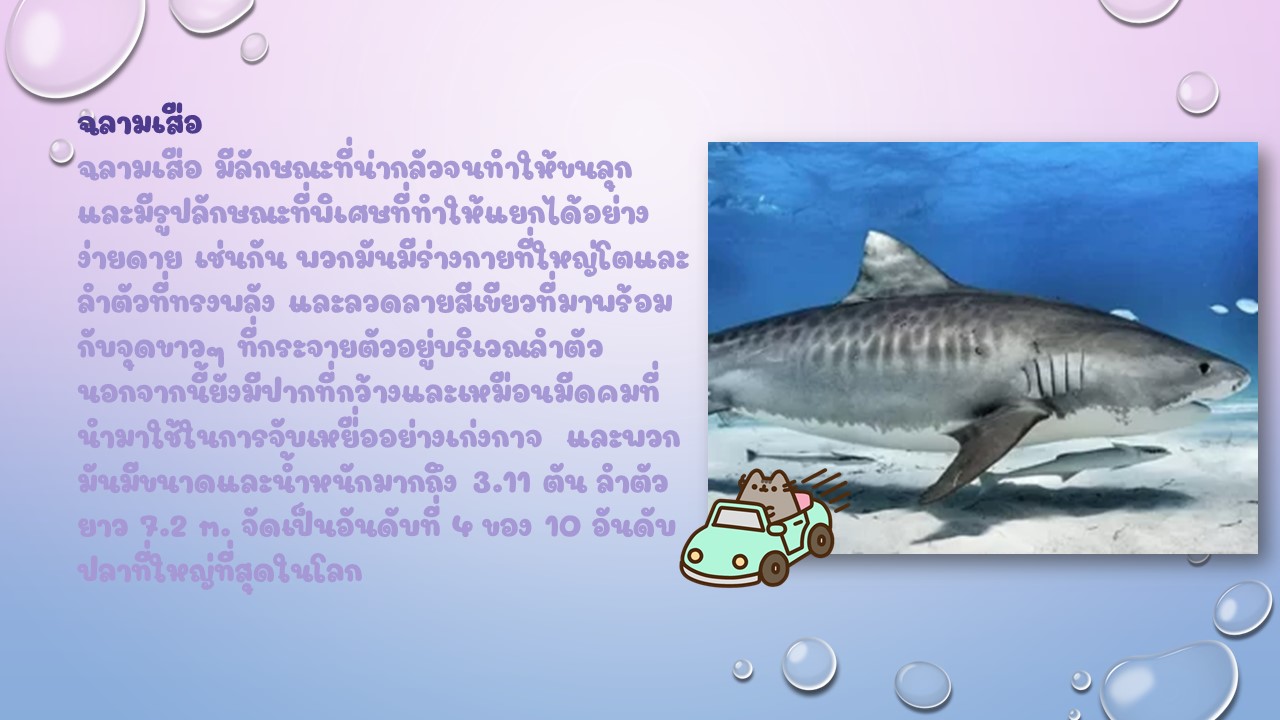 ฉลามเสือ
ฉลามเสือ มีลักษณะที่น่ากลัวจนทำให้ขนลุก
และมีรูปลักษณะที่พิเศษที่ทำให้แยกได้อย่าง
ง่ายดาย เช่นกัน พวกมันมีร่างกายที่ใหญ่โตและ
ลำตัวที่ทรงพลัง และลวดลายสีเขียวที่มาพร้อม
กับจุดขาวๆ ที่กระจายตัวอยู่บริเวณลำตัว
นอกจากนี้ยังมีปากที่กว้างและเหมือนมีดคมที่
นำมาใช้ในการจับเหยื่ออย่างเก่งกาจ และพวก
มันมีขนาดและน้ำหนักมากถึง 3.11 ตัน ลำตัว
ยาว 7.2 m. จัดเป็นอันดับที่ 4 ของ 10 อันดับ
ปลาที่ใหญ่ที่สุดในโลก